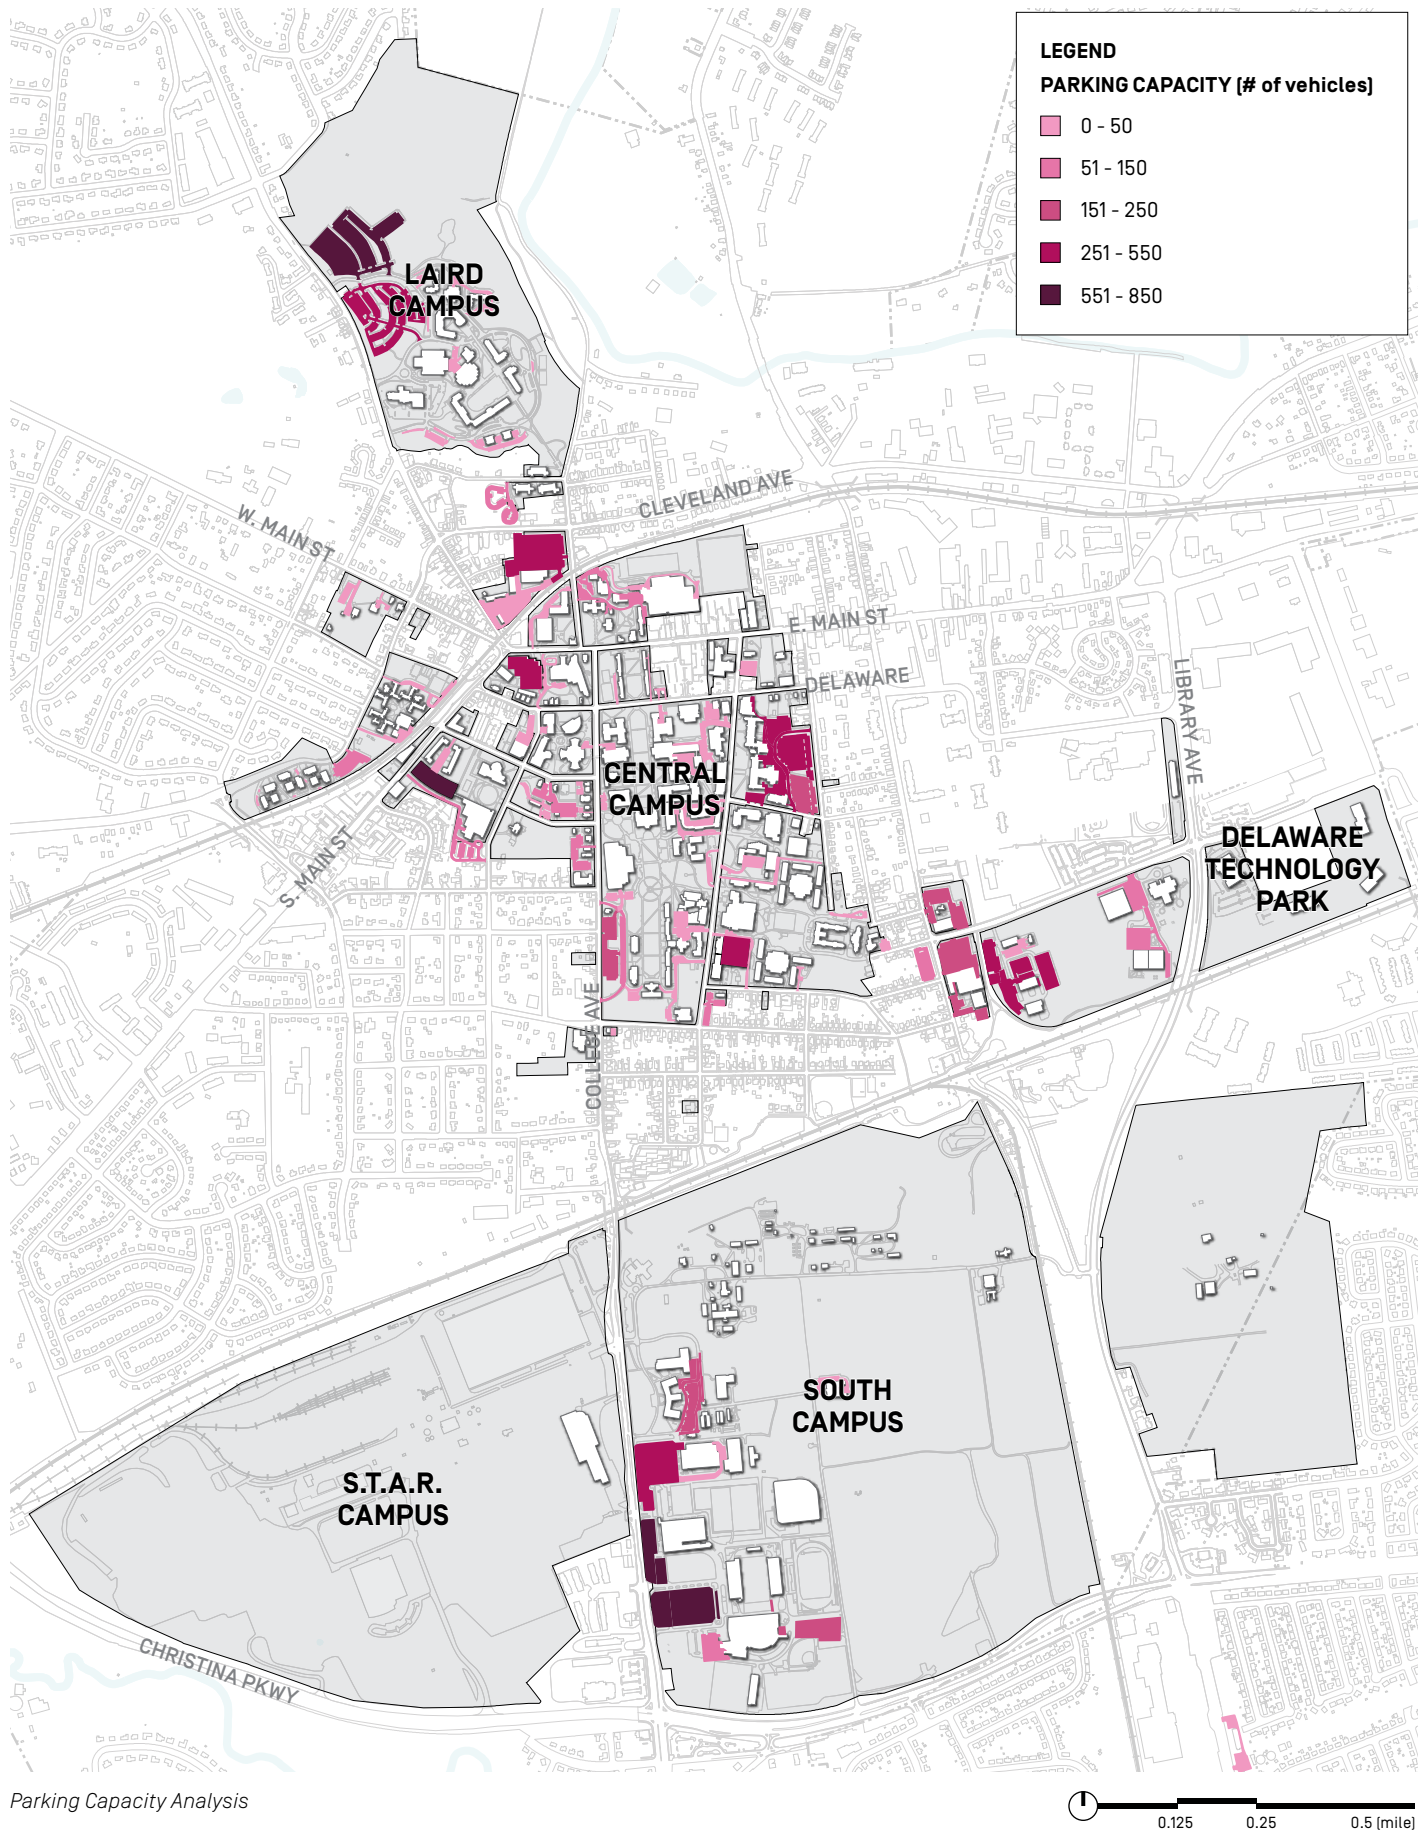 LEGEND
PARKING CAPACITY (# of vehicles)
0 - 50
51 - 150
151 - 250
251 - 550
551 - 850
LAIRD
CAMPUS
CLEVELAND AVE
W. MAIN ST
E. MAIN ST
DELAWARE
LIBRARY AVE
CENTRAL
CAMPUS
DELAWARE
TECHNOLOGY
PARK
S. MAIN ST
COLLEGE AVE
SOUTH
CAMPUS
S.T.A.R.
CAMPUS
CHRISTINA PKWY
Parking Capacity Analysis
0.125
0.25
0.5 (mile)